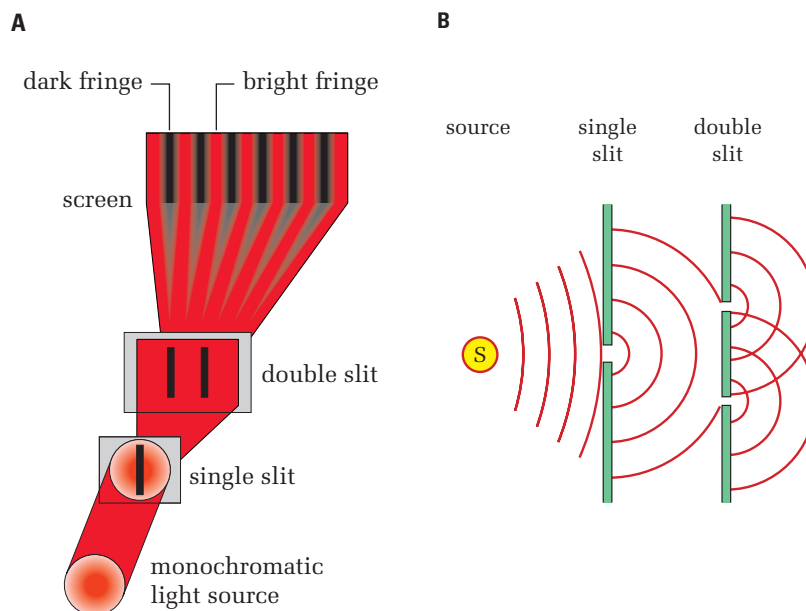 A
dark fringe
bright fringe
screen
double slit
single slit
monochromatic
light source
B
source
single
slit
double
slit
S